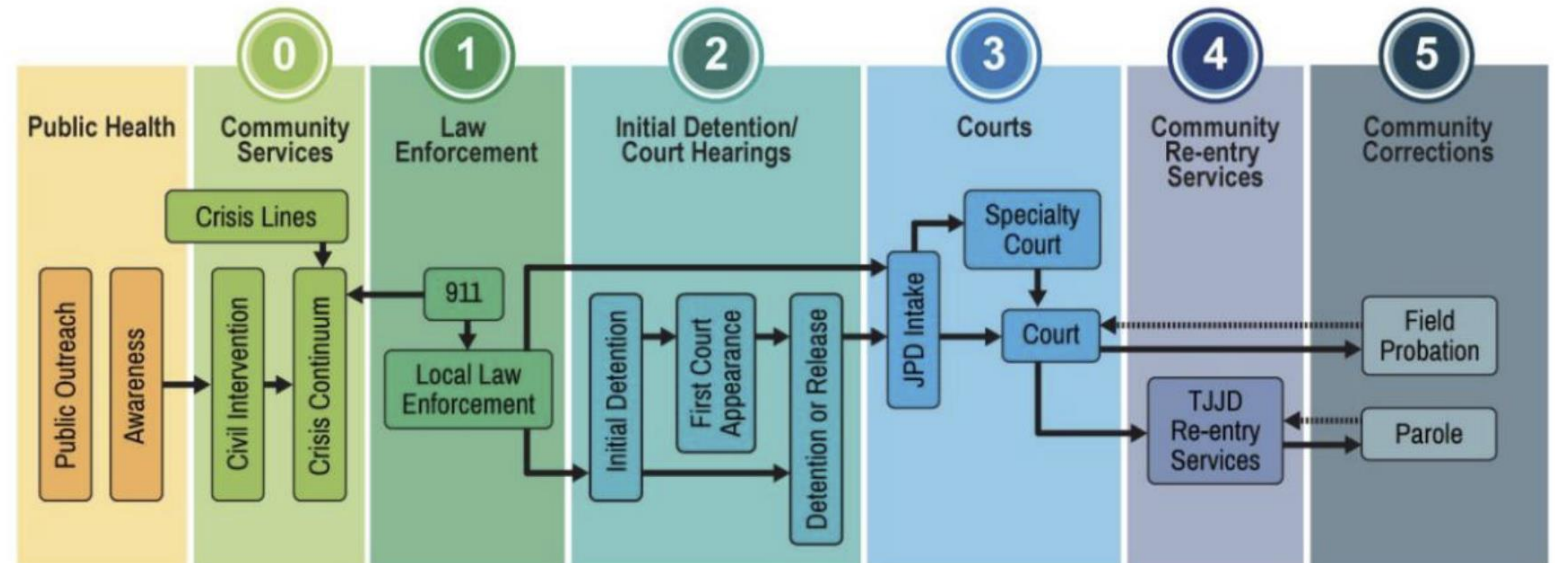 0
1
2
3
4
5
Public Health
Community
Services
Law
Enforcement
Initial Detention/
Court Hearings
Courts
Community
Re-entry
Services
Community
Corrections
Public Outreach
Awareness
Crisis Lines
Civil Intervention
Crisis Continuum
911
Local Law
Enforcement
Initial Detention
First Court
Appearance
Detention or Release
JPD Intake
Specialty
Court
Court
TJJD
Re-entry
Services
Field
Probation
Parole